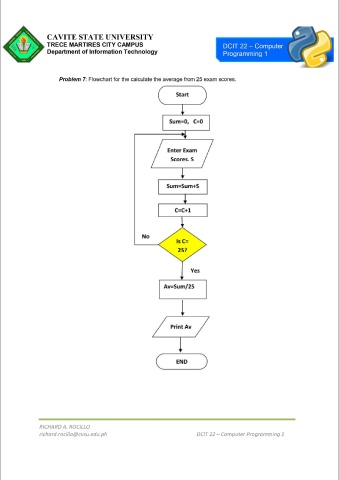 CAVITE STATE UNIVERSITY
TRECE MARTIRES CITY CAMPUS
Department of Information Technology
DCIT 22 – Computer
Programming 1
Problem 7: Flowchart for the calculate the average from 25 exam scores.
Start
Sum=0, C=0
Enter Exam
Scores, S
Sum=Sum+S
C=C+1
No
Is C=
25?
Yes
Av=Sum/25
Print Av
END
RICHARD A. ROCILLO
richard.rocillo@cvsu.edu.ph
DCIT 22 – Computer Programming 1